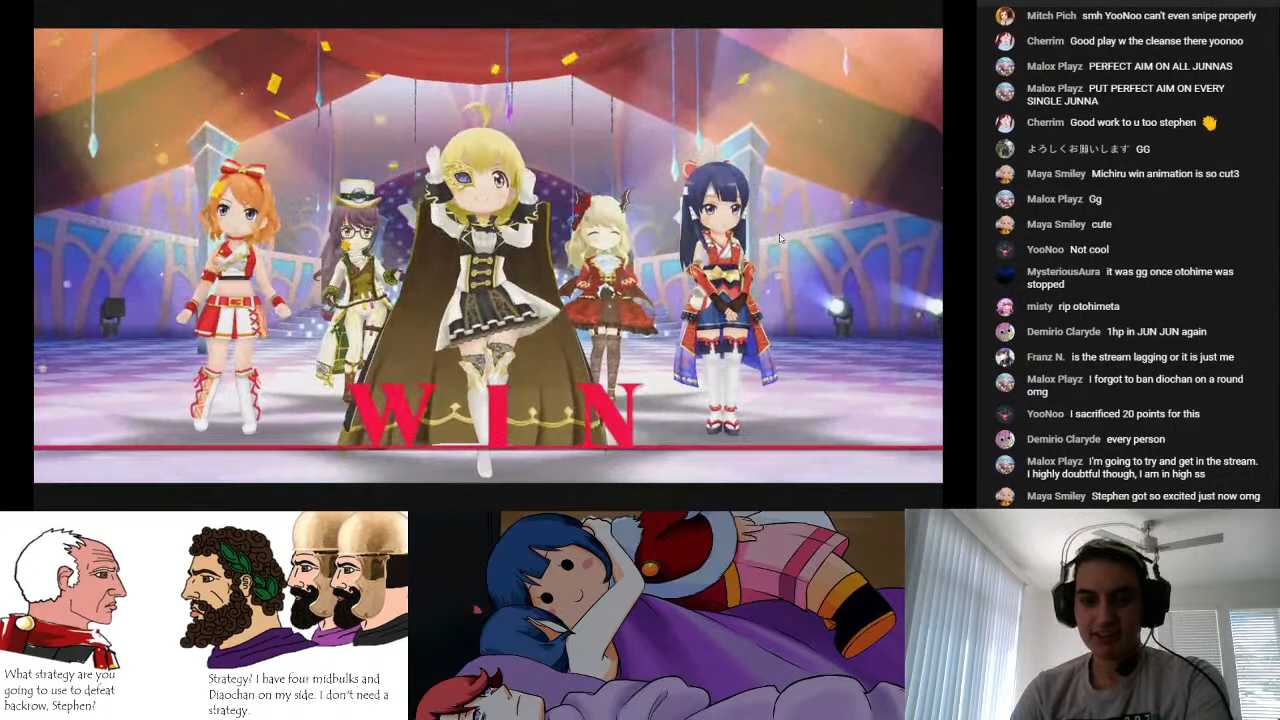 Mitch Pich smh YooNoo can't even snipe properly
Cherrim Good play w the cleanse there yoonoo
Malox Playz PERFECT AIM ON ALL JUNNAS
Malox Playz PUT PERFECT AIM ON EVERY
SINGLE JUNNA
Cherrim Good work to u too stephen 👏
よろしくお願いします GG
Maya Smiley Michiru win animation is so cut3
Malox Playz Gg
Maya Smiley cute
YooNoo Not cool
MysteriousAura it was gg once otohime was
stopped
misty rip otohimeta
Demirio Claryde 1hp in JUN JUN again
Franz N. is the stream lagging or it is just me
Malox Playz I forgot to ban diochan on a round
omg
YooNoo I sacrificed 20 points for this
Demirio Claryde every person
Malox Playz I'm going to try and get in the stream.
I highly doubtful though, I am in high ss
Maya Smiley Stephen got so excited just now omg
WIN
What strategy are you
going to use to defeat
backrow, Stephen?
Strategy? I have four midbulks and
Diaochan on my side. I don't need a
strategy.